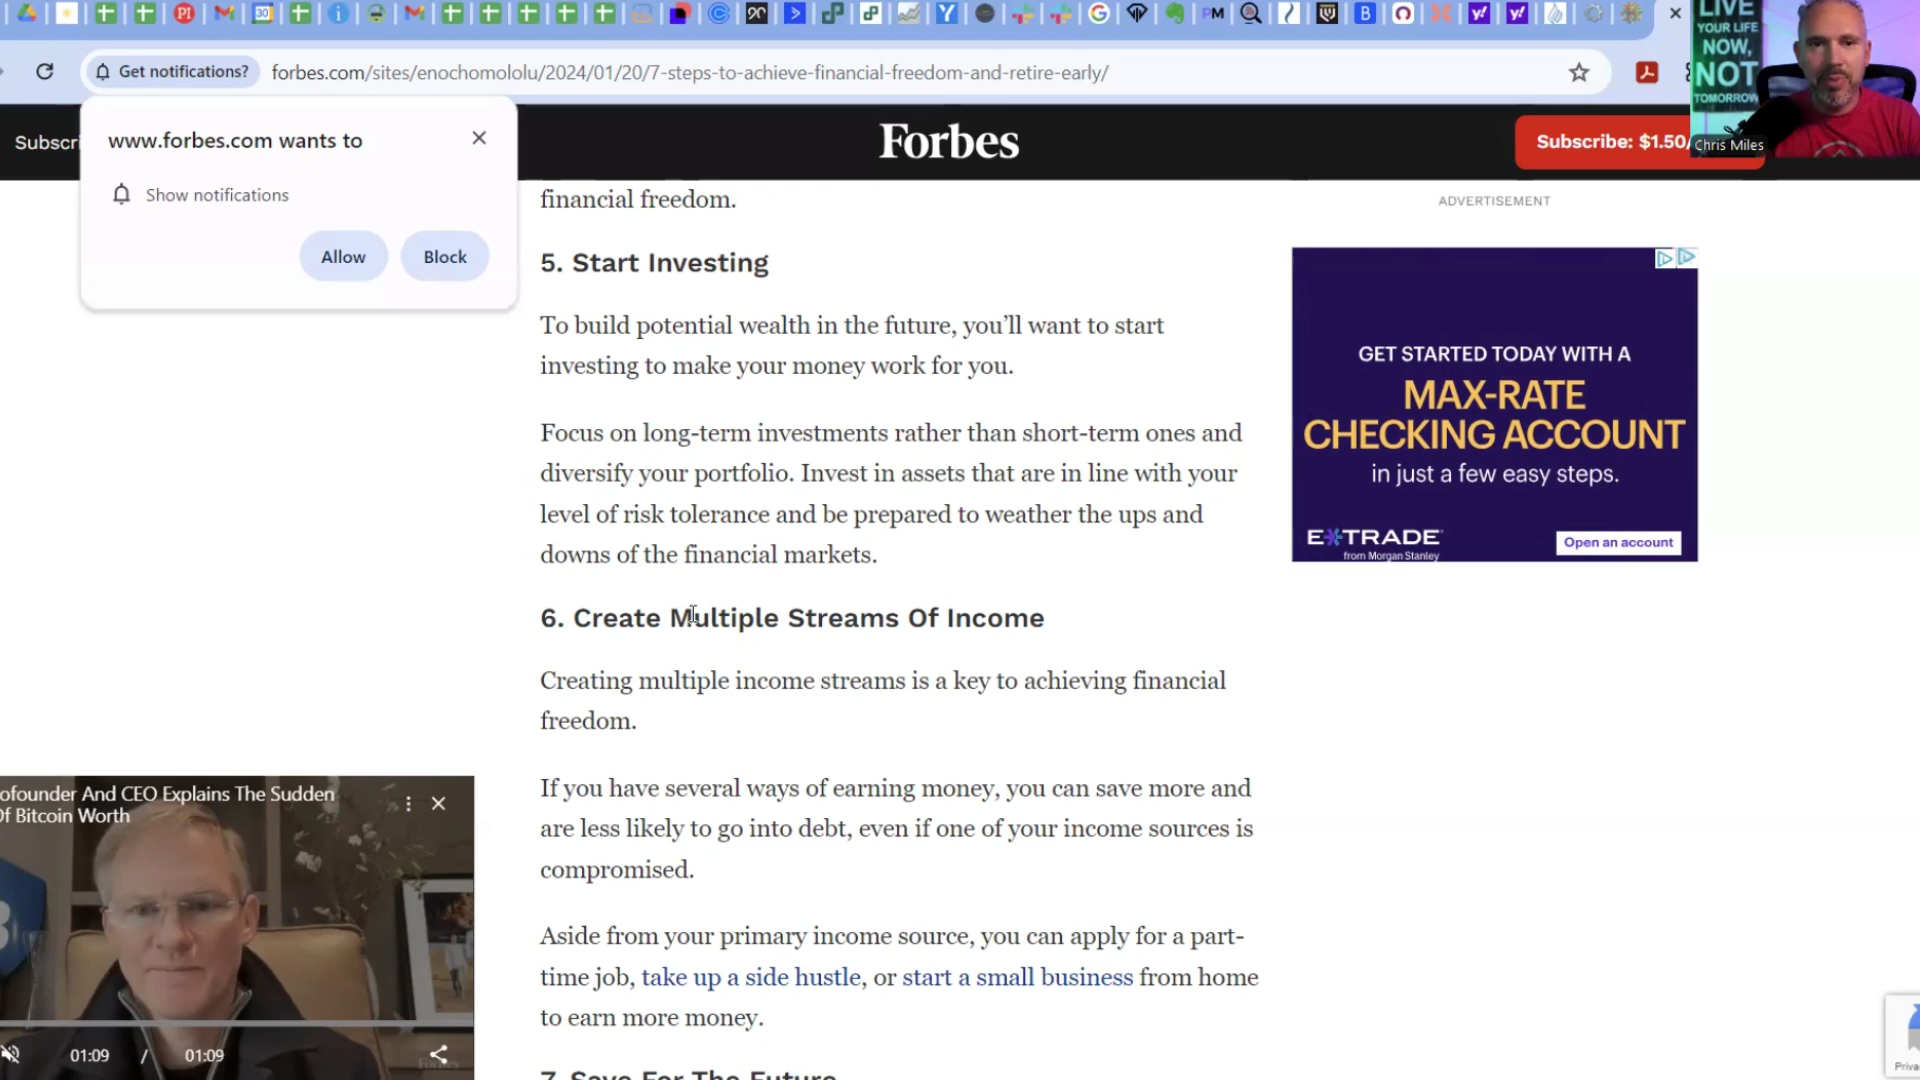 Get notifications?
forbes.com/sites/enochomololu/2024/01/20/7-steps-to-achieve-financial-freedom-and-retire-early/
LIVE
YOUR LIFE
NOW,
NOT
TOMORROW
Chris Miles
www.forbes.com wants to
Show notifications
Allow
Block
Forbes
Subscribe: $1.50/
financial freedom.
5. Start Investing
To build potential wealth in the future, you’ll want to start
investing to make your money work for you.
Focus on long-term investments rather than short-term ones and
diversify your portfolio. Invest in assets that are in line with your
level of risk tolerance and be prepared to weather the ups and
downs of the financial markets.
6. Create Multiple Streams Of Income
Creating multiple income streams is a key to achieving financial
freedom.
If you have several ways of earning money, you can save more and
are less likely to go into debt, even if one of your income sources is
compromised.
Aside from your primary income source, you can apply for a part-
time job, take up a side hustle, or start a small business from home
to earn more money.
7. Save For The Future
ADVERTISEMENT
GET STARTED TODAY WITH A
MAX-RATE
CHECKING ACCOUNT
in just a few easy steps.
E*TRADE
from Morgan Stanley
Open an account
ofounder And CEO Explains The Sudden
Of Bitcoin Worth
01:09 / 01:09
Forbes